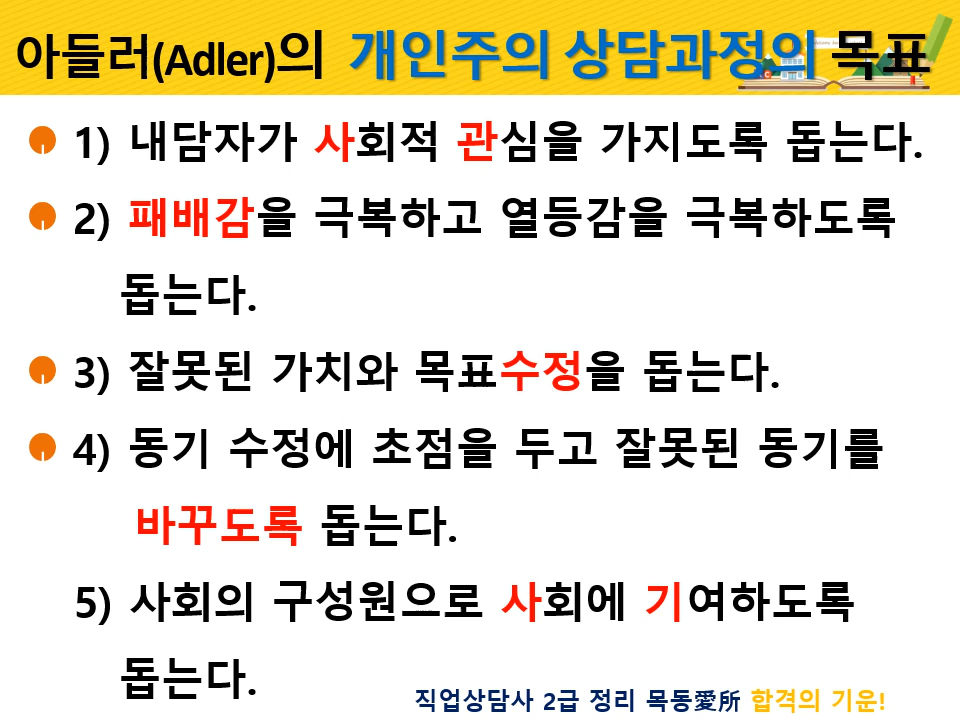 아들러(Adler)의 개인주의 상담과정의 목표
1) 내담자가 사회적 관심을 가지도록 돕는다.
2) 패배감을 극복하고 열등감을 극복하도록
돕는다.
3) 잘못된 가치와 목표수정을 돕는다.
4) 동기 수정에 초점을 두고 잘못된 동기를
바꾸도록 돕는다.
5) 사회의 구성원으로 사회에 기여하도록
돕는다.
직업상담사 2급 정리 목동愛所 합격의 기운!